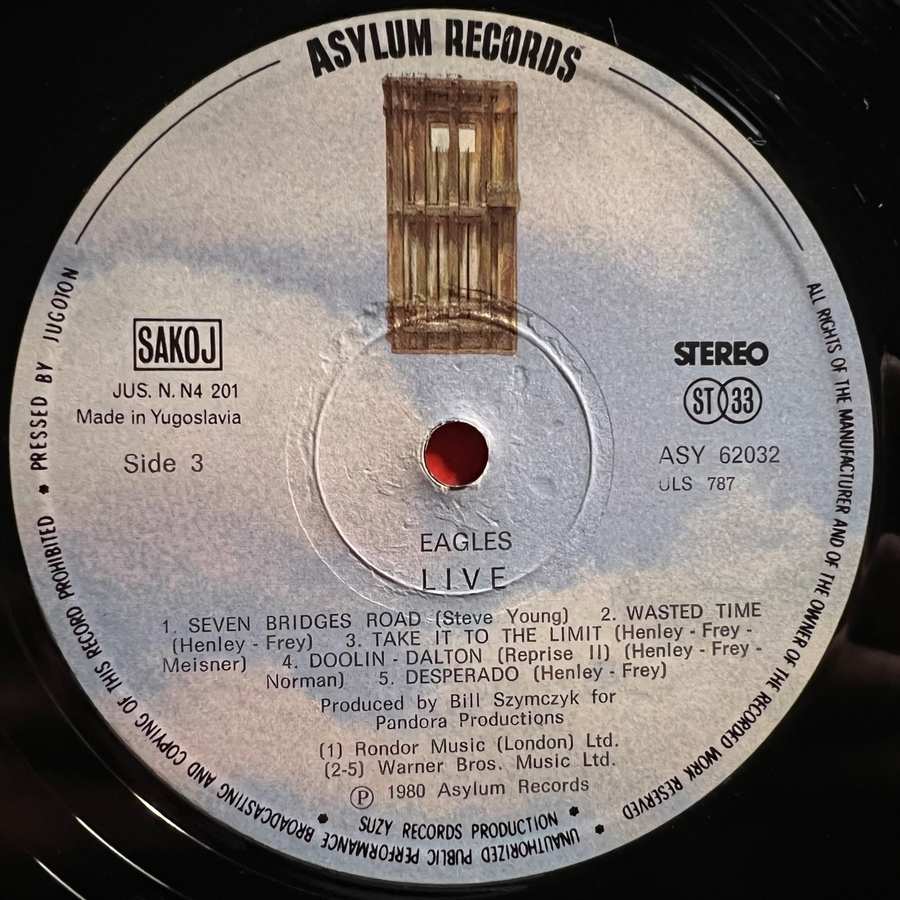 ASYLUM RECORDS
SAKOJ
JUS. N. N4 201
Made in Yugoslavia
Side 3
STEREO
ST 33
ASY 62032
ULS 787
EAGLES
LIVE
1. SEVEN BRIDGES ROAD (Steve Young) 2. WASTED TIME
(Henley - Frey) 3. TAKE IT TO THE LIMIT (Henley - Frey -
Meisner) 4. DOOLIN - DALTON (Reprise II) (Henley - Frey -
Norman) 5. DESPERADO (Henley - Frey)
Produced by Bill Szymczyk for
Pandora Productions
(1) Rondor Music (London) Ltd.
(2-5) Warner Bros. Music Ltd.
Ⓟ 1980 Asylum Records
ALL RIGHTS OF THE MANUFACTURER AND OF THE OWNER OF THE RECORDED WORK RESERVED • UNAUTHORIZED PUBLIC PERFORMANCE BROADCASTING AND COPYING OF THIS RECORD PROHIBITED • PRESSED BY JUGOTON
• SUZY RECORDS PRODUCTION •